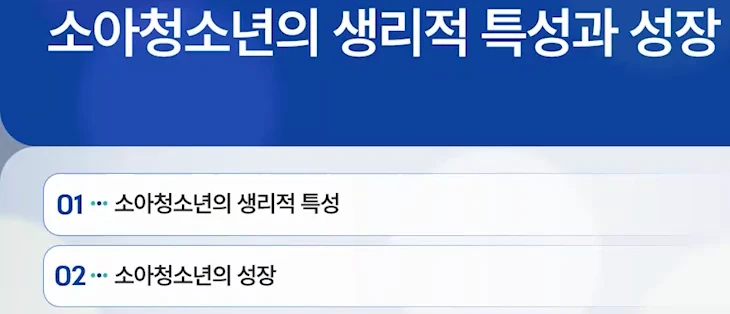 소아청소년의 생리적 특성과 성장
01 ··· 소아청소년의 생리적 특성
02 ··· 소아청소년의 성장